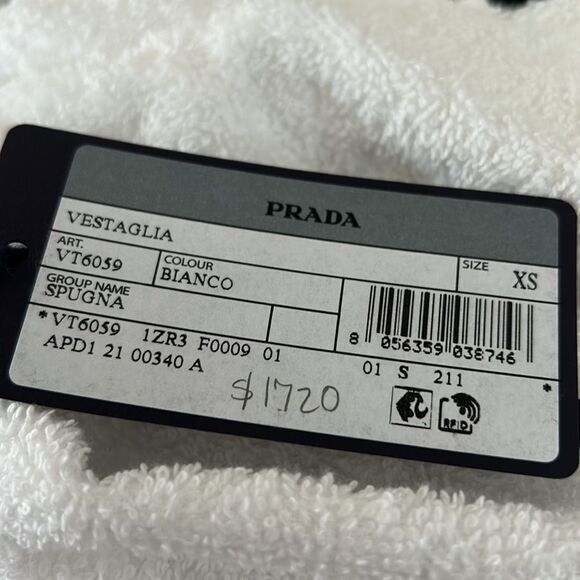 PRADA
VESTAGLIA
SIZE XS
ART. VT6059
COLOUR BIANCO
GROUP NAME SPUGNA
8 056359 038746
*VT6059 1ZR3 F0009 01 01 S 211 *
APD1 21 00340 A
$1720
RFID